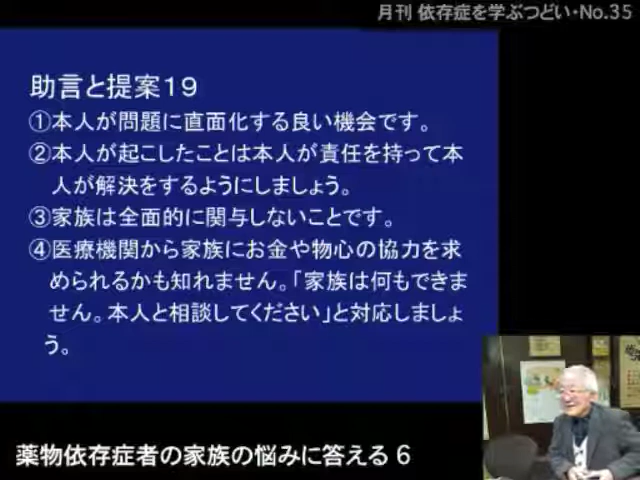 月刊 依存症を学ぶつどい・No.35
助言と提案１９
①本人が問題に直面化する良い機会です。
②本人が起こしたことは本人が責任を持って本
人が解決をするようにしましょう。
③家族は全面的に関与しないことです。
④医療機関から家族にお金や物心の協力を求
められるかも知れません。「家族は何もできま
せん。本人と相談してください」と対応しましょ
う。
薬物依存症者の家族の悩みに答える 6